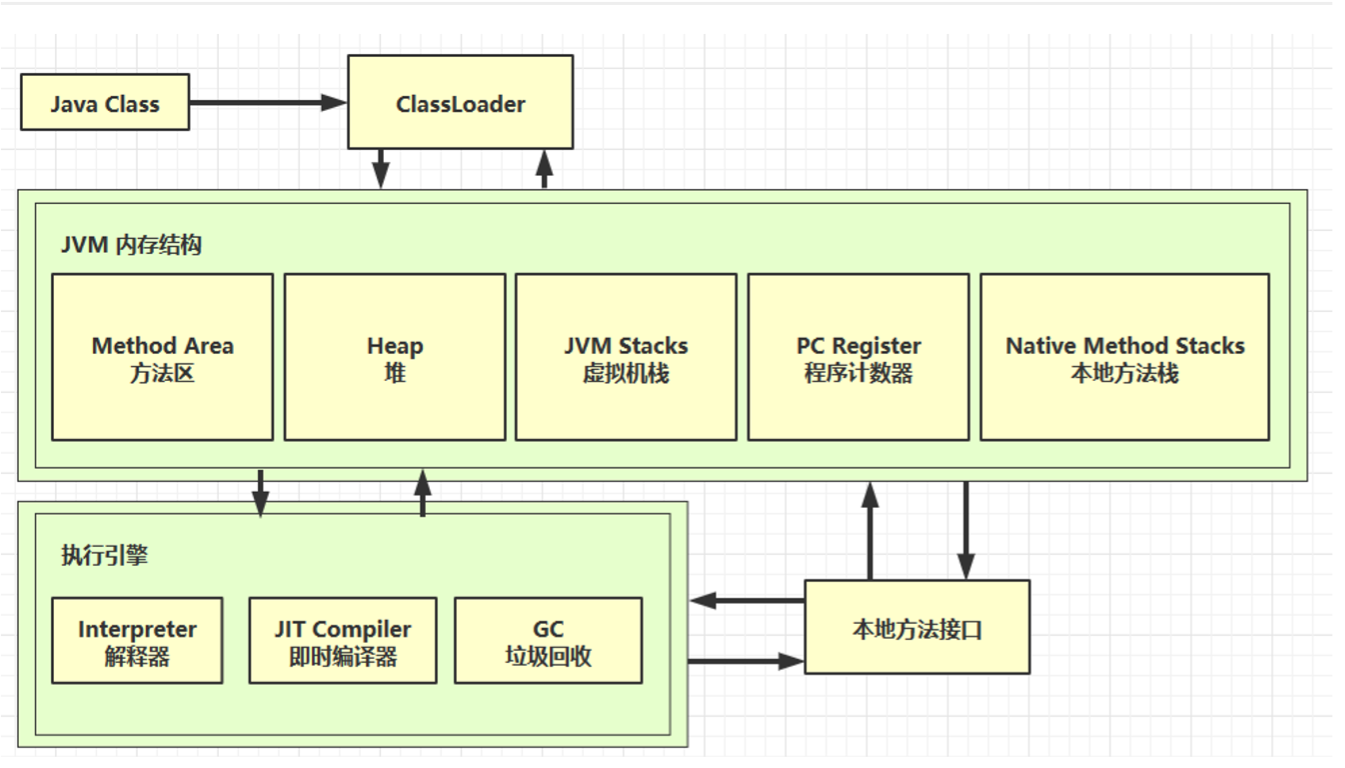 Java Class
ClassLoader
JVM 内存结构
Method Area
方法区
Heap
堆
JVM Stacks
虚拟机栈
PC Register
程序计数器
Native Method Stacks
本地方法栈
执行引擎
Interpreter
解释器
JIT Compiler
即时编译器
GC
垃圾回收
本地方法接口